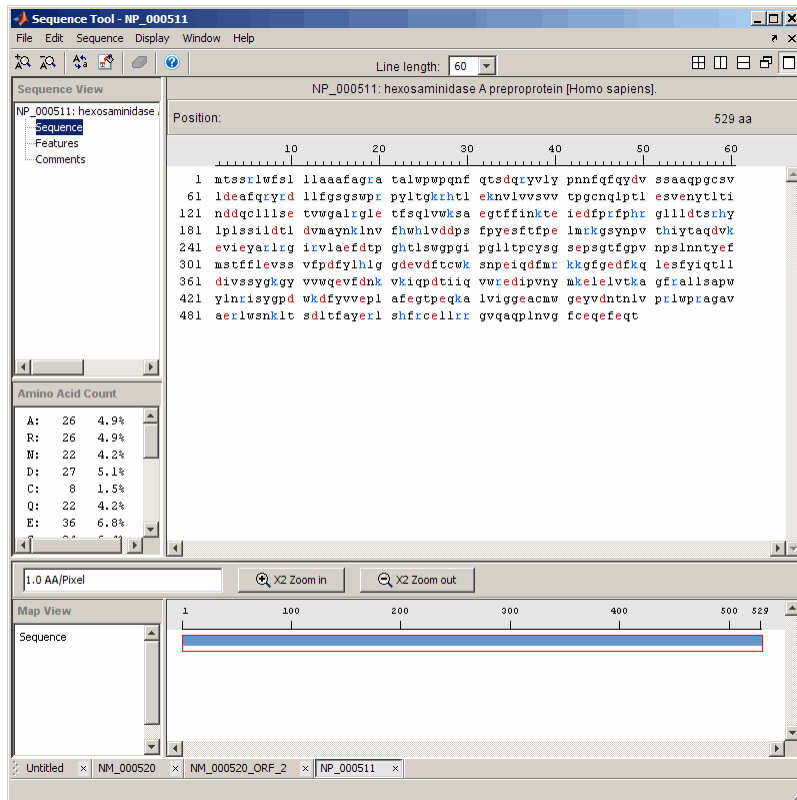 Sequence Tool - NP_000511
File Edit Sequence Display Window Help
Line length: 60
Sequence View
NP_000511: hexosaminidase A preproprotein [Homo sapiens].
NP_000511: hexosaminidase
Sequence
Features
Comments
Position: 529 aa
10 20 30 40 50 60
1 mtssrlwfsl llaaafagra talwpwpqnf qtsdqryvly pnnfqfqydv ssaaqpgcsv
61 ldeafqryrd llfgsgswpr pyltgkrhtl eknvlvvsvv tpgcnqlptl esvenytlti
121 nddqclllse tvwgalrgle tfsqlvwksa egtffinkte iedfprfphr gllldtsrhy
181 lplssildtl dvmaynklnv fhwhlvddps fpyesftfpe lmrkgsynpv thiytaqdvk
241 evieyarlrg irvlaefdtp ghtlswgpgi pglltpcysg sepsgtfgpv npslnntyef
301 mstfflevss vfpdfylhlg gdevdftcwk snpeiqdfmr kkgfgedfkq lesfyiqtll
361 divssygkgy vvwqevfdnk vkiqpdtiiq vwredipvny mkelelvtka gfrallsapw
421 ylnrisygpd wkdfyvvepl afegtpeqka lviggeacmw geyvdntnlv prlwpragav
481 aerlwsnklt sdltfayerl shfrcellrr gvqaqplnvg fceqefeqt
Amino Acid Count
A: 26 4.9%
R: 26 4.9%
N: 22 4.2%
D: 27 5.1%
C: 8 1.5%
Q: 22 4.2%
E: 36 6.8%
1.0 AA/Pixel
X2 Zoom in
X2 Zoom out
Map View
Sequence
1 100 200 300 400 500 529
Untitled × NM_000520 × NM_000520_ORF_2 × NP_000511 ×